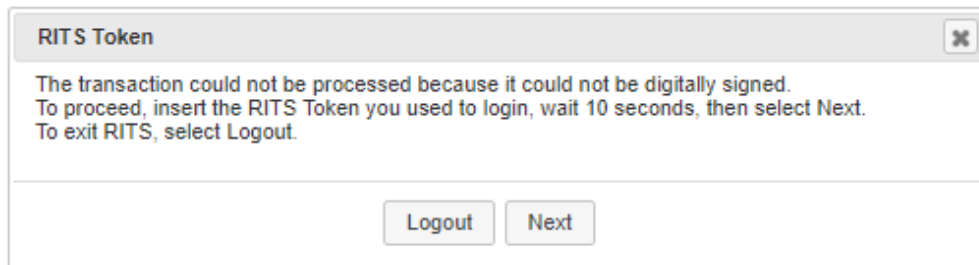 RITS Token
The transaction could not be processed because it could not be digitally signed.
To proceed, insert the RITS Token you used to login, wait 10 seconds, then select Next.
To exit RITS, select Logout.
Logout Next